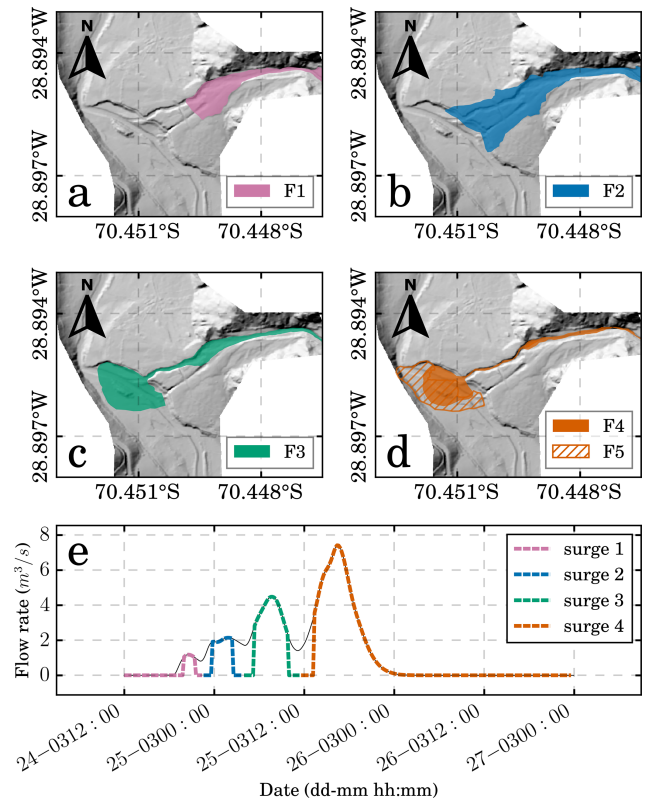 N
28.894°W
28.897°W
a
F1
70.451°S
70.448°S
N
28.894°W
28.897°W
b
F2
70.451°S
70.448°S
N
28.894°W
28.897°W
c
F3
70.451°S
70.448°S
N
28.894°W
28.897°W
d
F4
F5
70.451°S
70.448°S
e
Flow rate (m³/s)
8
6
4
2
0
surge 1
surge 2
surge 3
surge 4
24−0312 : 00
25−0300 : 00
25−0312 : 00
26−0300 : 00
26−0312 : 00
27−0300 : 00
Date (dd-mm hh:mm)